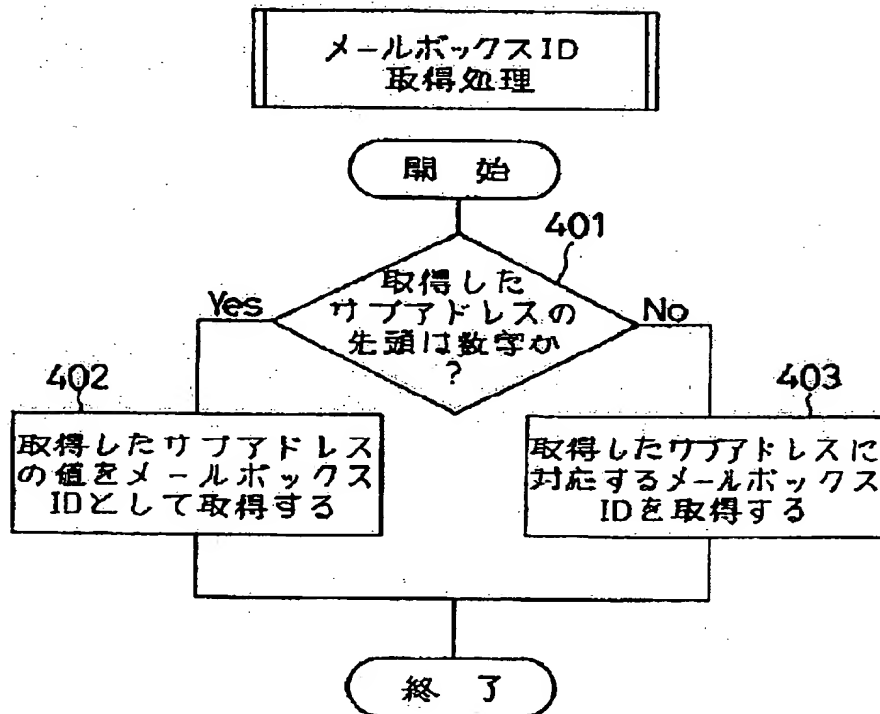 メールボックスID
取得処理
開 始
401
取得した
サブアドレスの
先頭は数字か
?
Yes
No
402
取得したサブアドレス
の値をメールボックス
IDとして取得する
403
取得したサブアドレスに
対応するメールボックス
IDを取得する
終 了